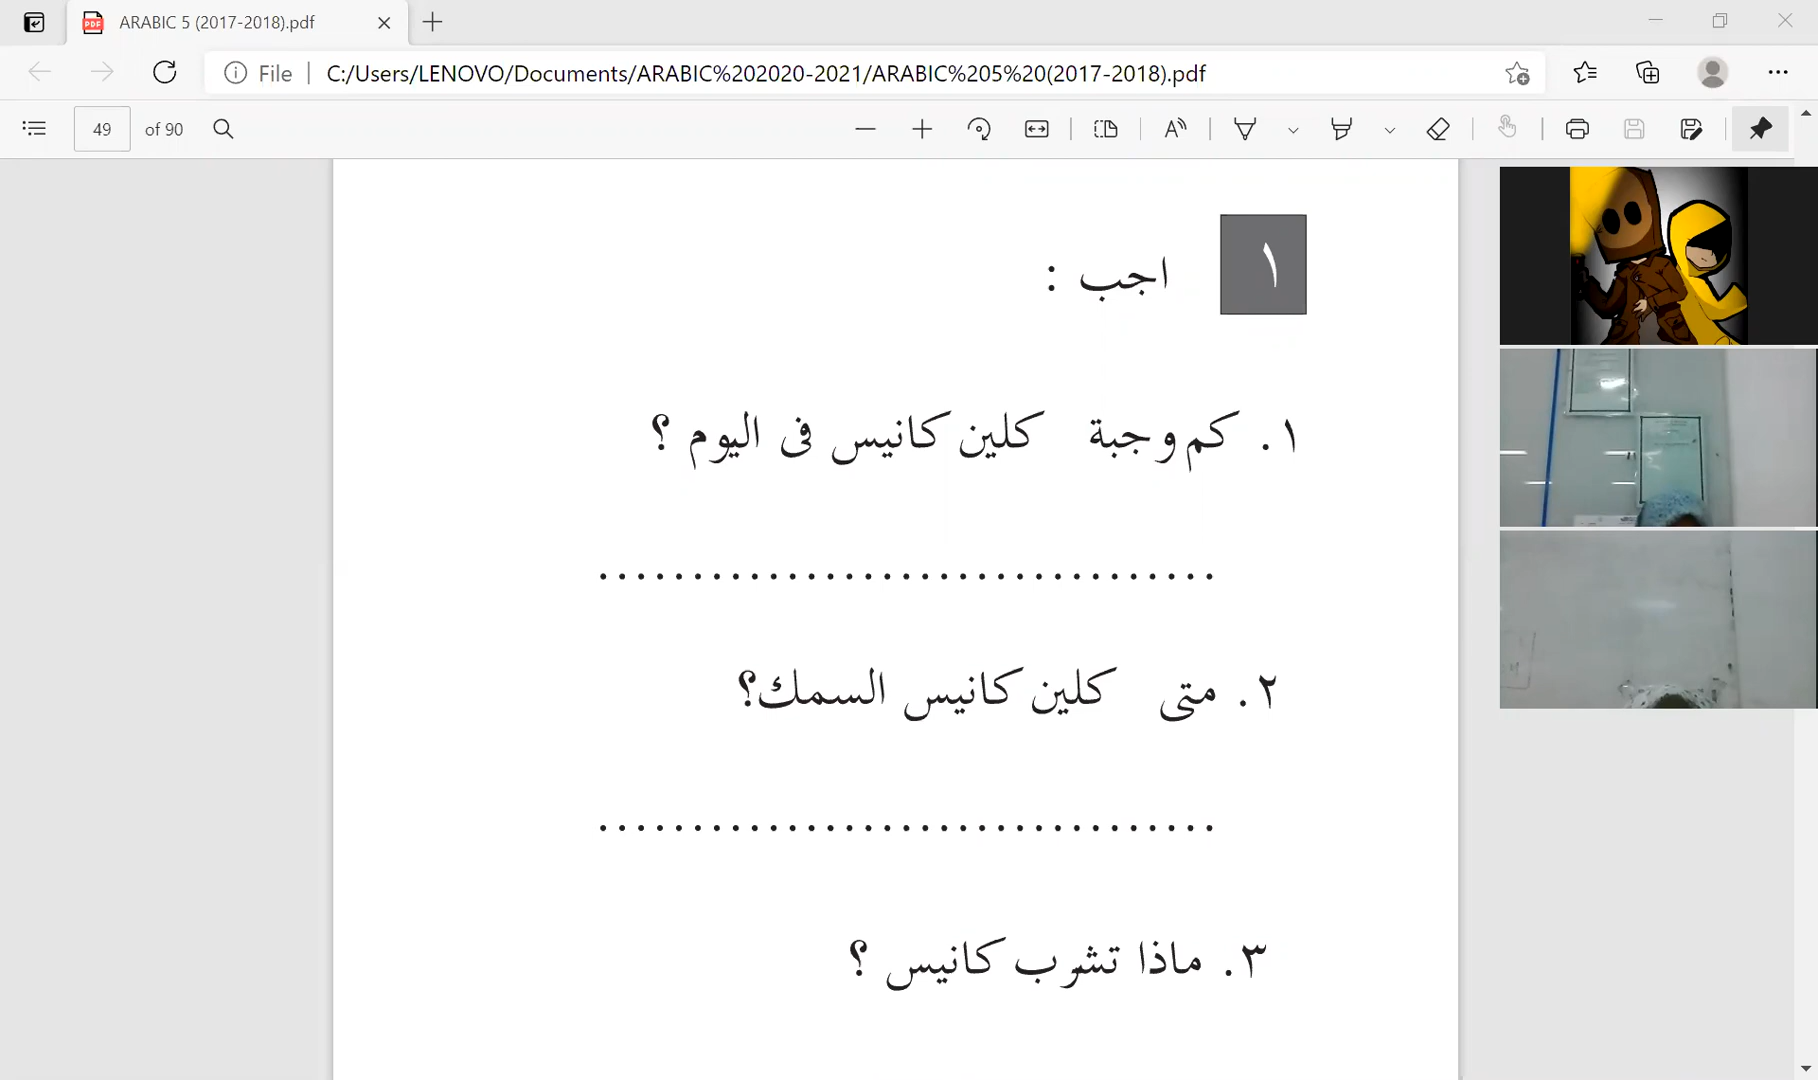 ARABIC 5 (2017-2018).pdf
File C:/Users/LENOVO/Documents/ARABIC%202020-2021/ARABIC%205%20(2017-2018).pdf
49 of 90
١ اجب :
١. كم وجبة كلين كانيس فى اليوم ؟
.................................
٢. متى كلين كانيس السمك؟
.................................
٣. ماذا تشرب كانيس ؟